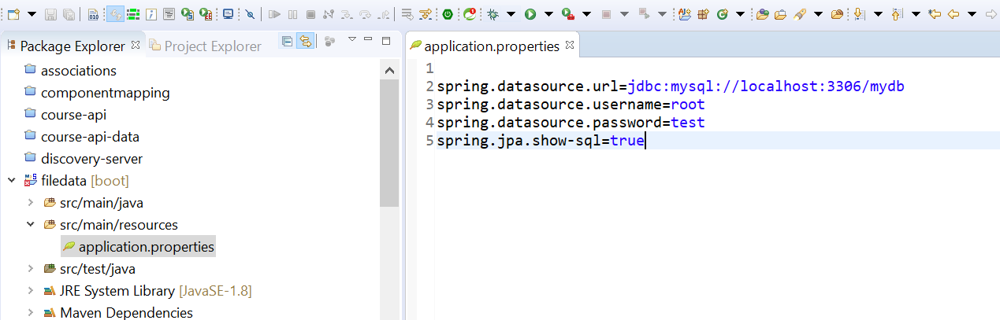 Package Explorer
Project Explorer
associations
componentmapping
course-api
course-api-data
discovery-server
filedata [boot]
src/main/java
src/main/resources
application.properties
src/test/java
JRE System Library [JavaSE-1.8]
Maven Dependencies
application.properties
1
2 spring.datasource.url=jdbc:mysql://localhost:3306/mydb
3 spring.datasource.username=root
4 spring.datasource.password=test
5 spring.jpa.show-sql=true